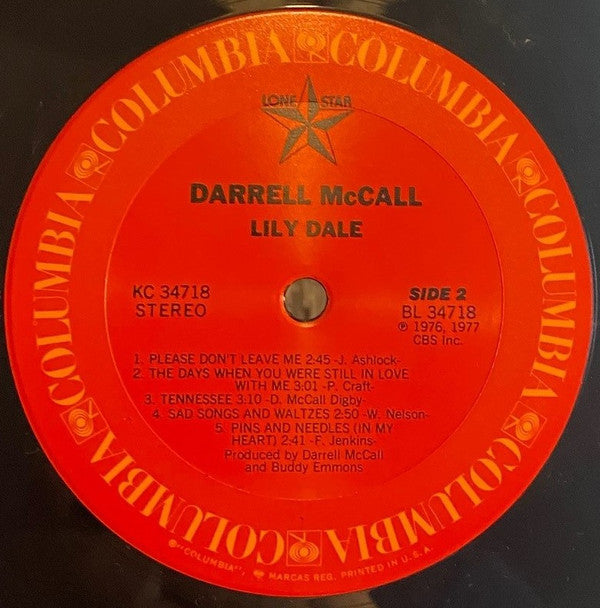 COLUMBIA COLUMBIA COLUMBIA COLUMBIA COLUMBIA COLUMBIA
LONE STAR
DARRELL McCALL
LILY DALE
KC 34718
STEREO
SIDE 2
BL 34718
℗ 1976, 1977
CBS Inc.
1. PLEASE DON'T LEAVE ME 2:45 -J. Ashlock-
2. THE DAYS WHEN YOU WERE STILL IN LOVE
WITH ME 3:01 -P. Craft-
3. TENNESSEE 3:10 -D. McCall Digby-
4. SAD SONGS AND WALTZES 2:50 -W. Nelson-
5. PINS AND NEEDLES (IN MY
HEART) 2:41 -F. Jenkins-
Produced by Darrell McCall
and Buddy Emmons
® "COLUMBIA", MARCAS REG. PRINTED IN U.S.A.